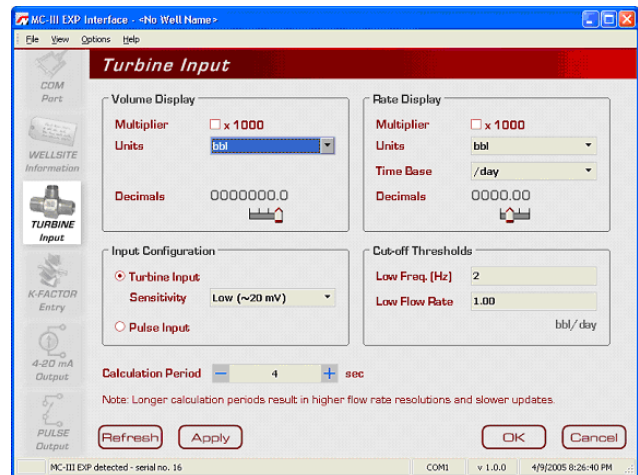 MC-III EXP Interface - <No Well Name>
File View Options Help
COM
Port
WELLSITE
Information
TURBINE
Input
K-FACTOR
Entry
4-20 mA
Output
PULSE
Output
Turbine Input
Volume Display
Multiplier x 1000
Units bbl
Decimals 0000000.0
Rate Display
Multiplier x 1000
Units bbl
Time Base /day
Decimals 0000.00
Input Configuration
Turbine Input
Sensitivity Low (~20 mV)
Pulse Input
Cut-off Thresholds
Low Freq. (Hz) 2
Low Flow Rate 1.00
bbl/day
Calculation Period 4 sec
Note: Longer calculation periods result in higher flow rate resolutions and slower updates.
Refresh Apply OK Cancel
MC-III EXP detected - serial no. 16 COM1 v 1.0.0 4/9/2005 8:26:40 PM